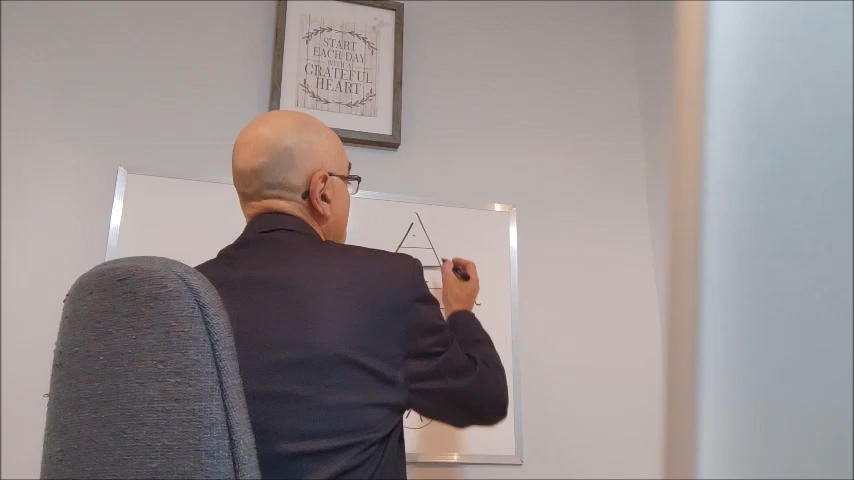 START
EACH DAY
WITH A
GRATEFUL
HEART